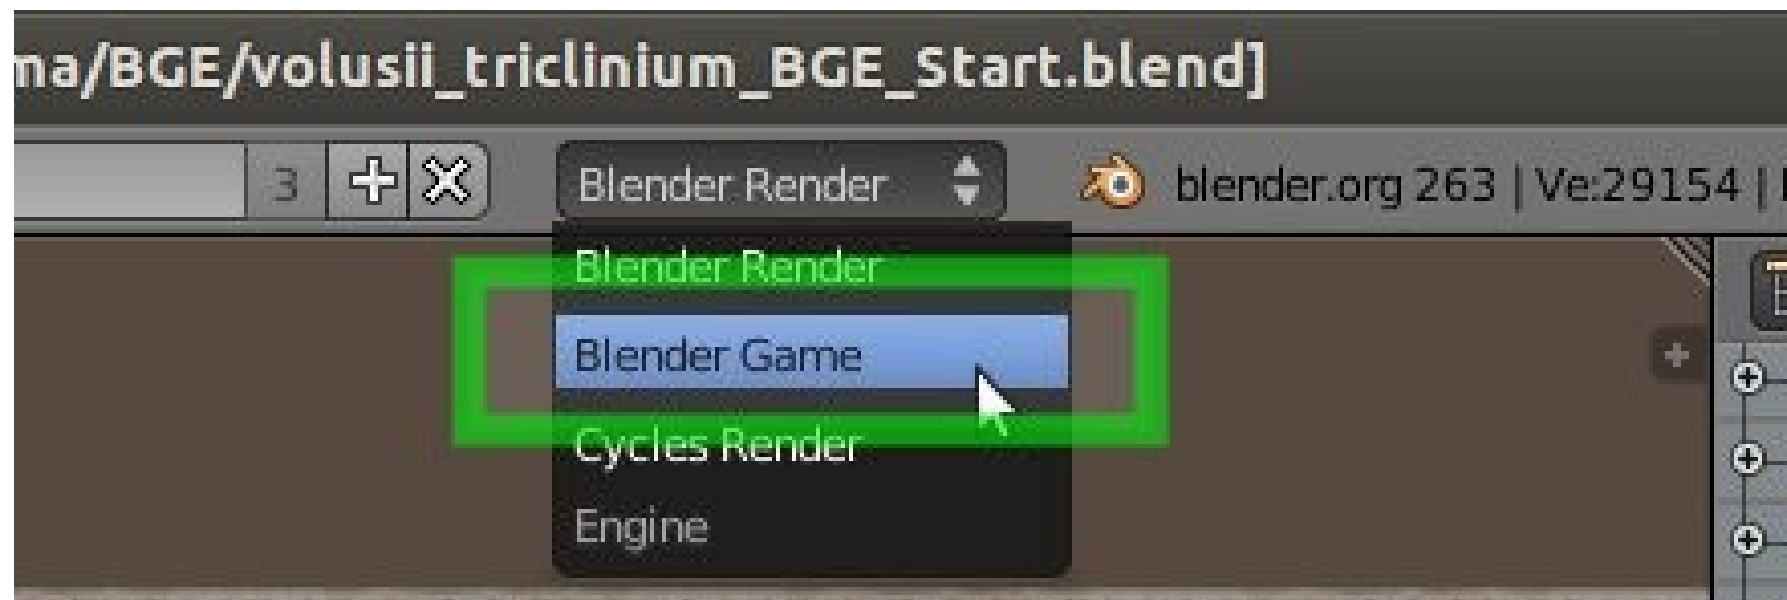 ma/BGE/volusii_triclinium_BGE_Start.blend]
3 Blender Render blender.org 263 | Ve:29154 |
Blender Render
Blender Game
Cycles Render
Engine